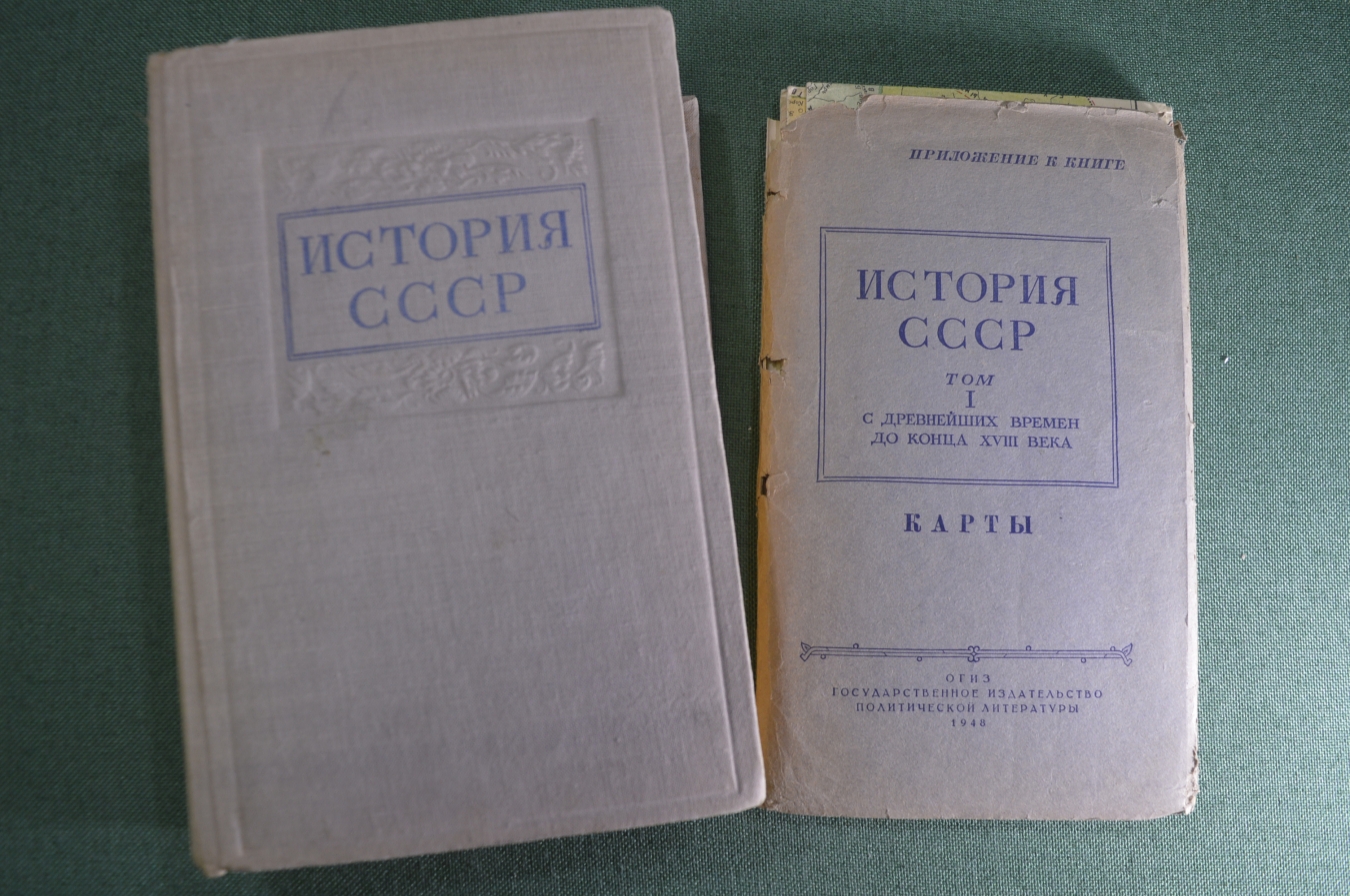 ИСТОРИЯ
СССР
ПРИЛОЖЕНИЕ К КНИГЕ
ИСТОРИЯ
СССР
ТОМ
I
С ДРЕВНЕЙШИХ ВРЕМЕН
ДО КОНЦА XVIII ВЕКА
КАРТЫ
ОГИЗ
ГОСУДАРСТВЕННОЕ ИЗДАТЕЛЬСТВО
ПОЛИТИЧЕСКОЙ ЛИТЕРАТУРЫ
1948